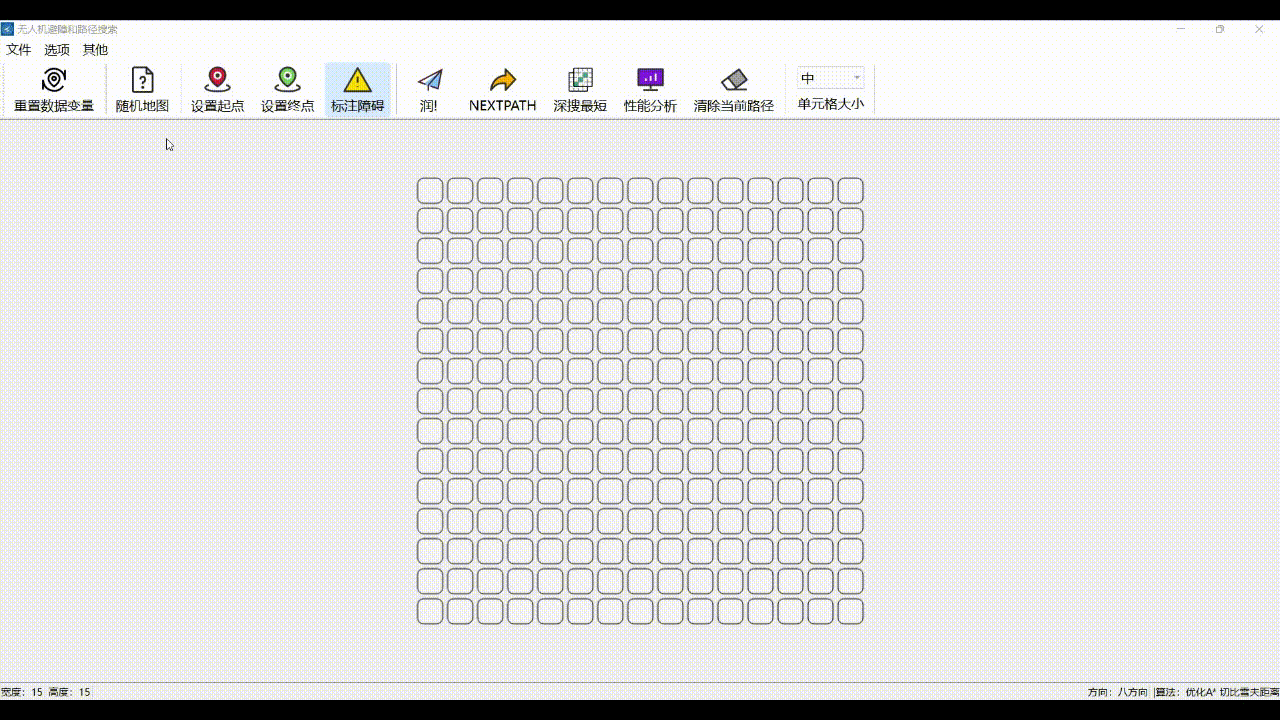 无人机避障和路径搜索
文件 选项 其他
重置数据变量 随机地图 设置起点 设置终点 标注障碍 润! NEXTPATH 深搜最短 性能分析 清除当前路径 中
单元格大小
宽度：15 高度：15 方向：八方向 |算法：优化A* 切比雪夫距离